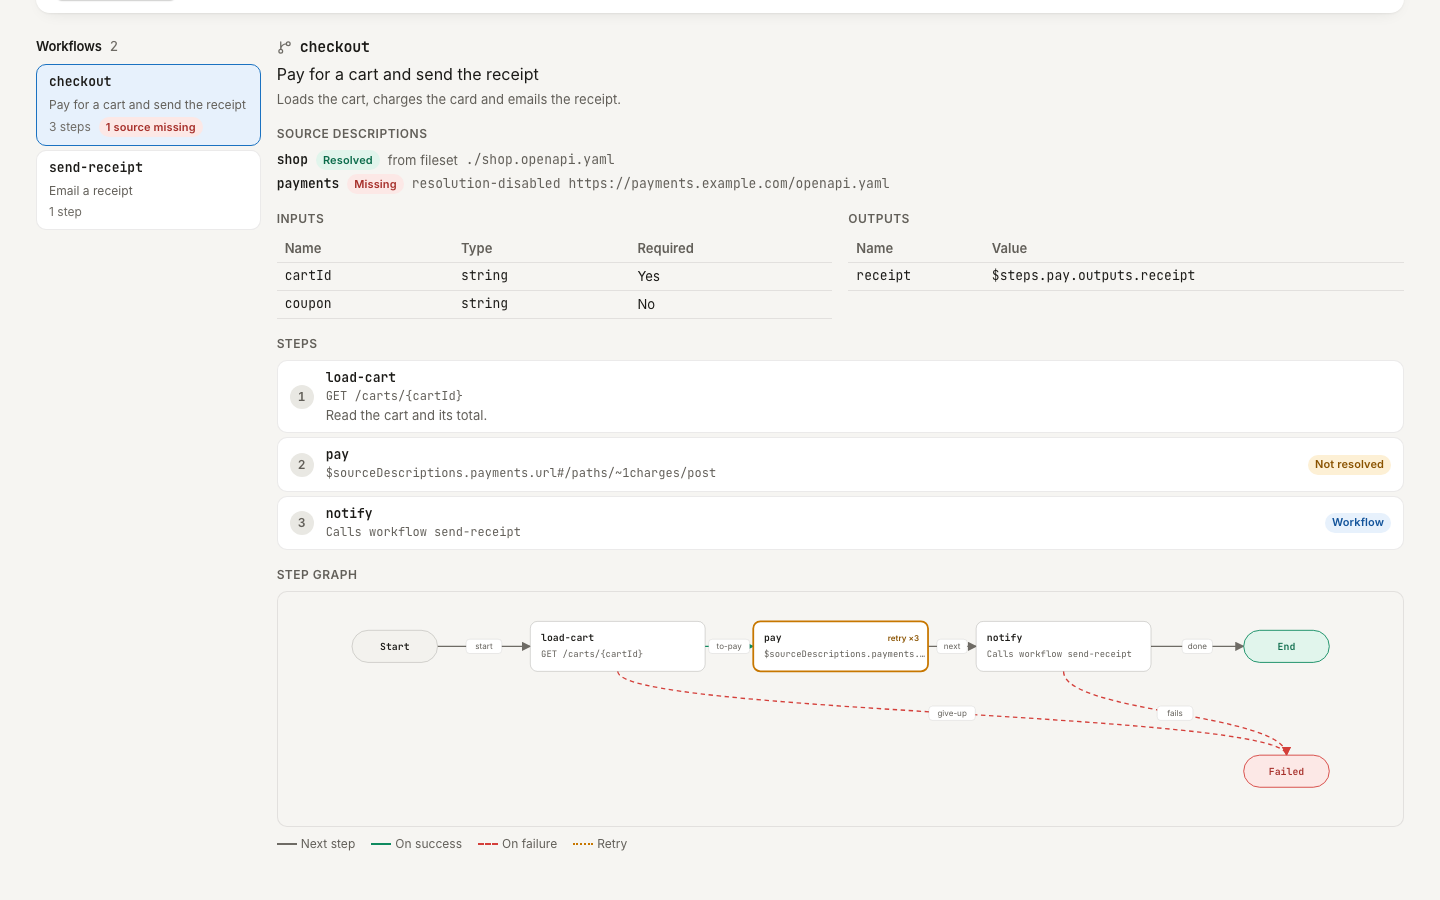 Workflows 2
checkout
Pay for a cart and send the receipt
3 steps 1 source missing
send-receipt
Email a receipt
1 step
checkout
Pay for a cart and send the receipt
Loads the cart, charges the card and emails the receipt.
SOURCE DESCRIPTIONS
shop Resolved from fileset ./shop.openapi.yaml
payments Missing resolution-disabled https://payments.example.com/openapi.yaml
INPUTS
Name Type Required
cartId string Yes
coupon string No
OUTPUTS
Name Value
receipt $steps.pay.outputs.receipt
STEPS
1
load-cart
GET /carts/{cartId}
Read the cart and its total.
2
pay
$sourceDescriptions.payments.url#/paths/~1charges/post
Not resolved
3
notify
Calls workflow send-receipt
Workflow
STEP GRAPH
Start
start
load-cart
GET /carts/{cartId}
to-pay
pay retry ×3
$sourceDescriptions.payments.…
next
notify
Calls workflow send-receipt
done
End
give-up
fails
Failed
Next step On success On failure Retry